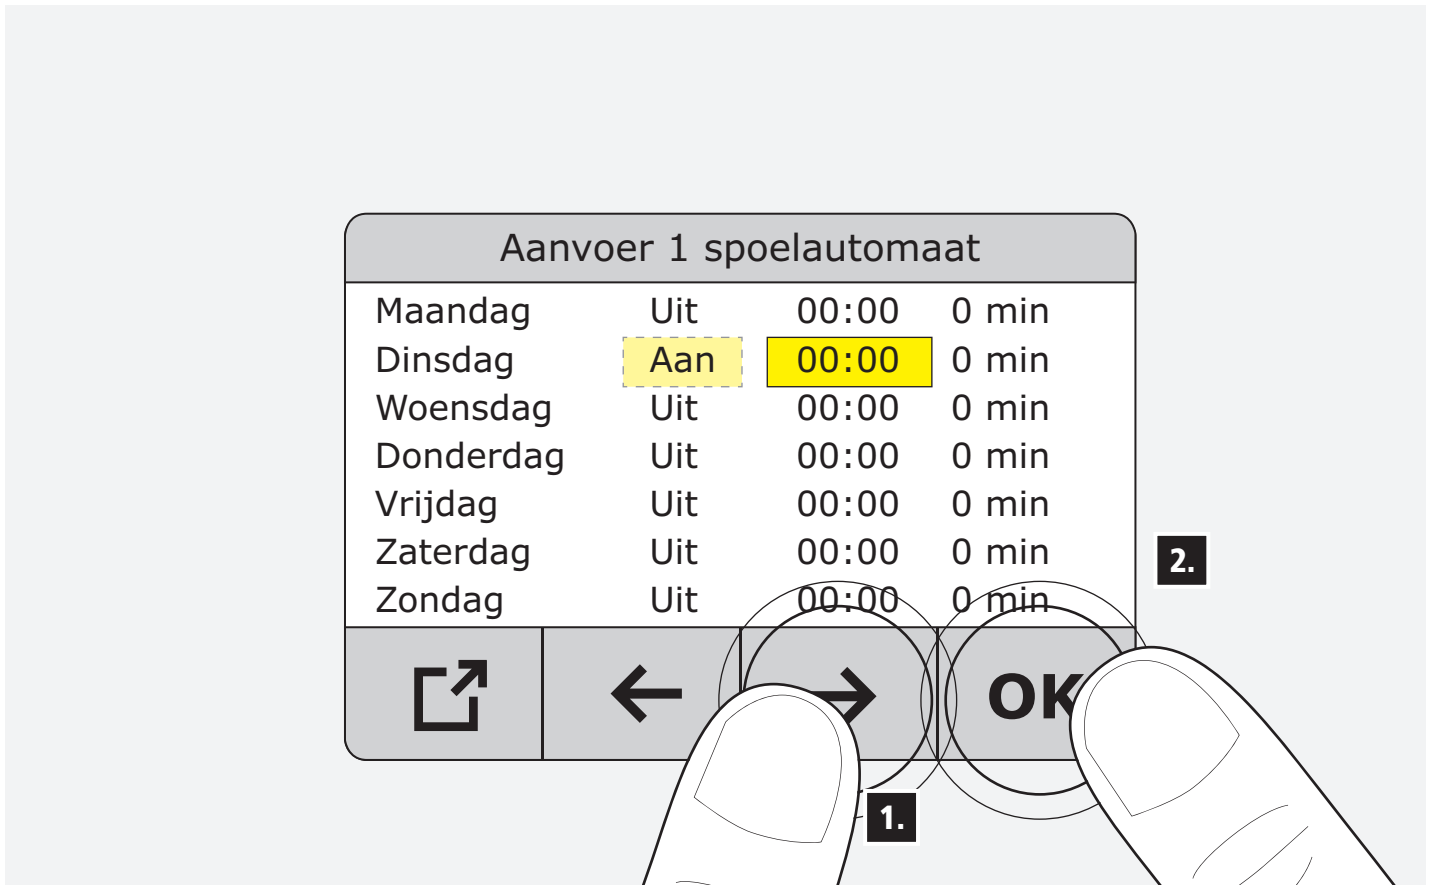 Aanvoer 1 spoelautomaat
Maandag Uit 00:00 0 min
Dinsdag Aan 00:00 0 min
Woensdag Uit 00:00 0 min
Donderdag Uit 00:00 0 min
Vrijdag Uit 00:00 0 min
Zaterdag Uit 00:00 0 min
Zondag Uit 00:00 0 min
2.
OK
1.